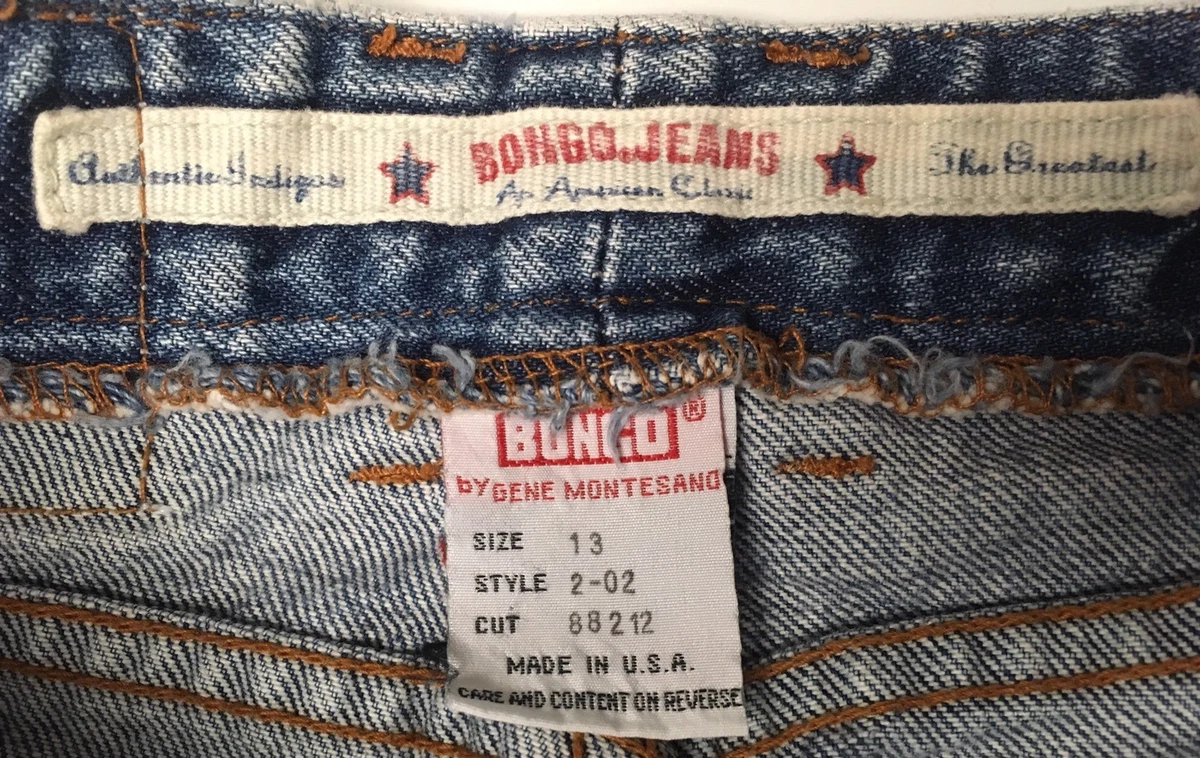 Authentic Indigos
BONGO JEANS
An American Classic
The Greatest
BONGO®
by GENE MONTESANO
SIZE 13
STYLE 2-02
CUT 88212
MADE IN U.S.A.
CARE AND CONTENT ON REVERSE